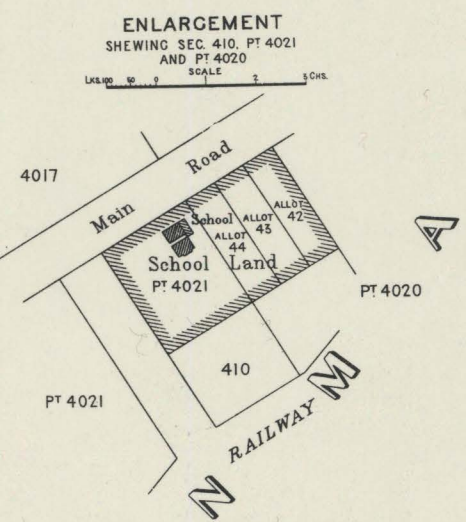 ENLARGEMENT
SHEWING SEC. 410, PT 4021
AND PT 4020
SCALE
LKS.100 50 0 1 2 3 CHS.
4017
Main Road
School
ALLOT 42
ALLOT 43
ALLOT 44
School Land
PT 4021
A
PT 4020
410
PT 4021
M
RAILWAY
N